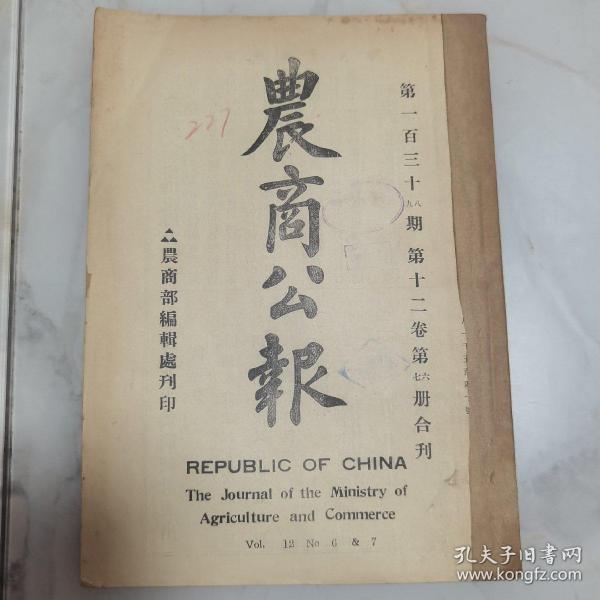 第一百三十八九期 第十二卷第六七册合刊
農商公報
農商部編輯處刊印
227
REPUBLIC OF CHINA
The Journal of the Ministry of
Agriculture and Commerce
Vol. 12 No 6 & 7
孔夫子旧书网
www.kongfz.com